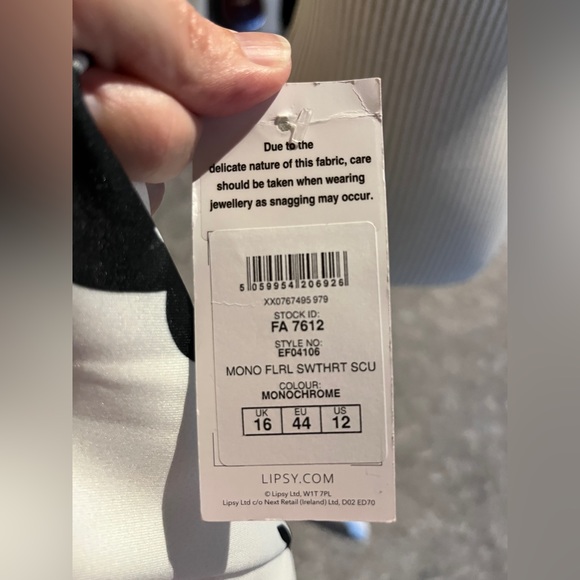 Due to the
delicate nature of this fabric, care
should be taken when wearing
jewellery as snagging may occur.
5 059954 206926
XX0767495 979
STOCK ID:
FA 7612
STYLE NO:
EF04106
MONO FLRL SWTHRT SCU
COLOUR:
MONOCHROME
UK EU US
16 44 12
LIPSY.COM
© Lipsy Ltd, W1T 7PL
Lipsy Ltd c/o Next Retail (Ireland) Ltd, D02 ED70